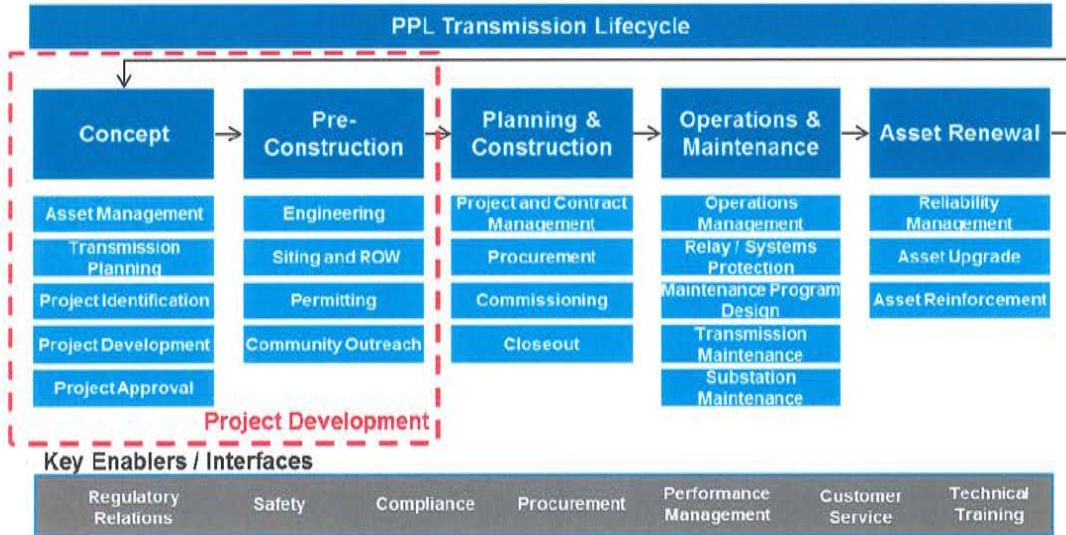 PPL Transmission Lifecycle
Concept
Pre-
Construction
Planning &
Construction
Operations &
Maintenance
Asset Renewal
Asset Management
Transmission
Planning
Project Identification
Project Development
Project Approval
Engineering
Siting and ROW
Permitting
Community Outreach
Project and Contract
Management
Procurement
Commissioning
Closeout
Operations
Management
Relay / Systems
Protection
Maintenance Program
Design
Transmission
Maintenance
Substation
Maintenance
Reliability
Management
Asset Upgrade
Asset Reinforcement
Project Development
Key Enablers / Interfaces
Regulatory
Relations
Safety
Compliance
Procurement
Performance
Management
Customer
Service
Technical
Training